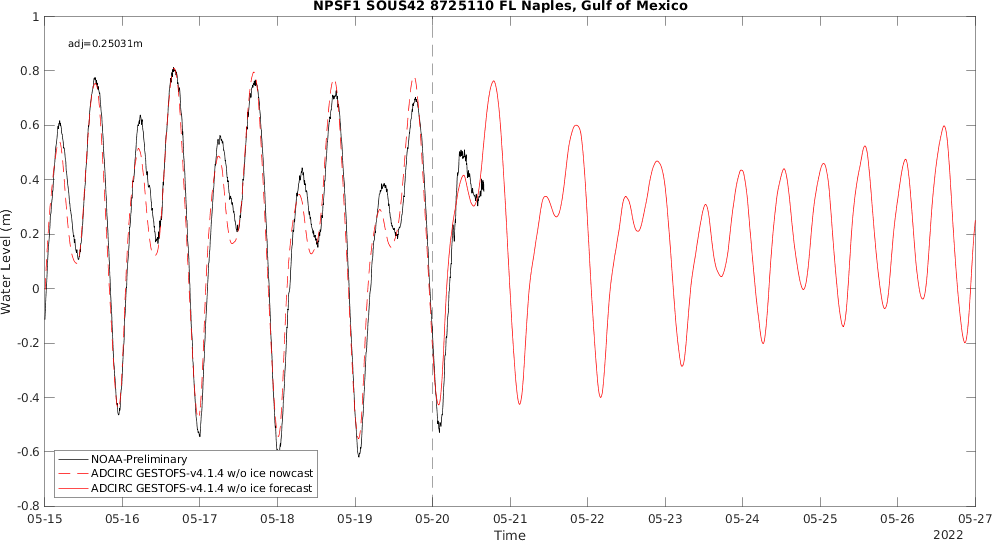 NPSF1 SOUS42 8725110 FL Naples, Gulf of Mexico
adj=0.25031m
1
0.8
0.6
0.4
0.2
0
-0.2
-0.4
-0.6
-0.8
Water Level (m)
NOAA-Preliminary
ADCIRC GESTOFS-v4.1.4 w/o ice nowcast
ADCIRC GESTOFS-v4.1.4 w/o ice forecast
05-15 05-16 05-17 05-18 05-19 05-20 05-21 05-22 05-23 05-24 05-25 05-26 05-27
Time
2022